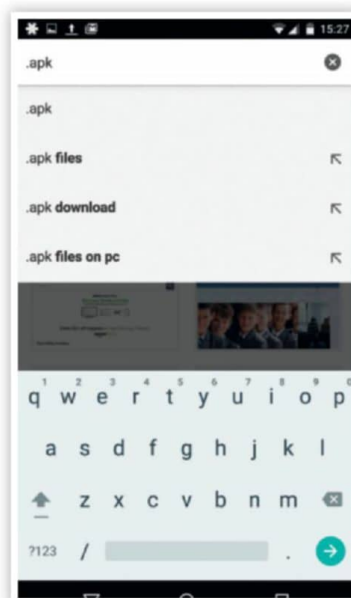 15:27
.apk
.apk
.apk files
.apk download
.apk files on pc
1 2 3 4 5 6 7 8 9 0
q w e r t y u i o p
a s d f g h j k l
z x c v b n m
?123 / .